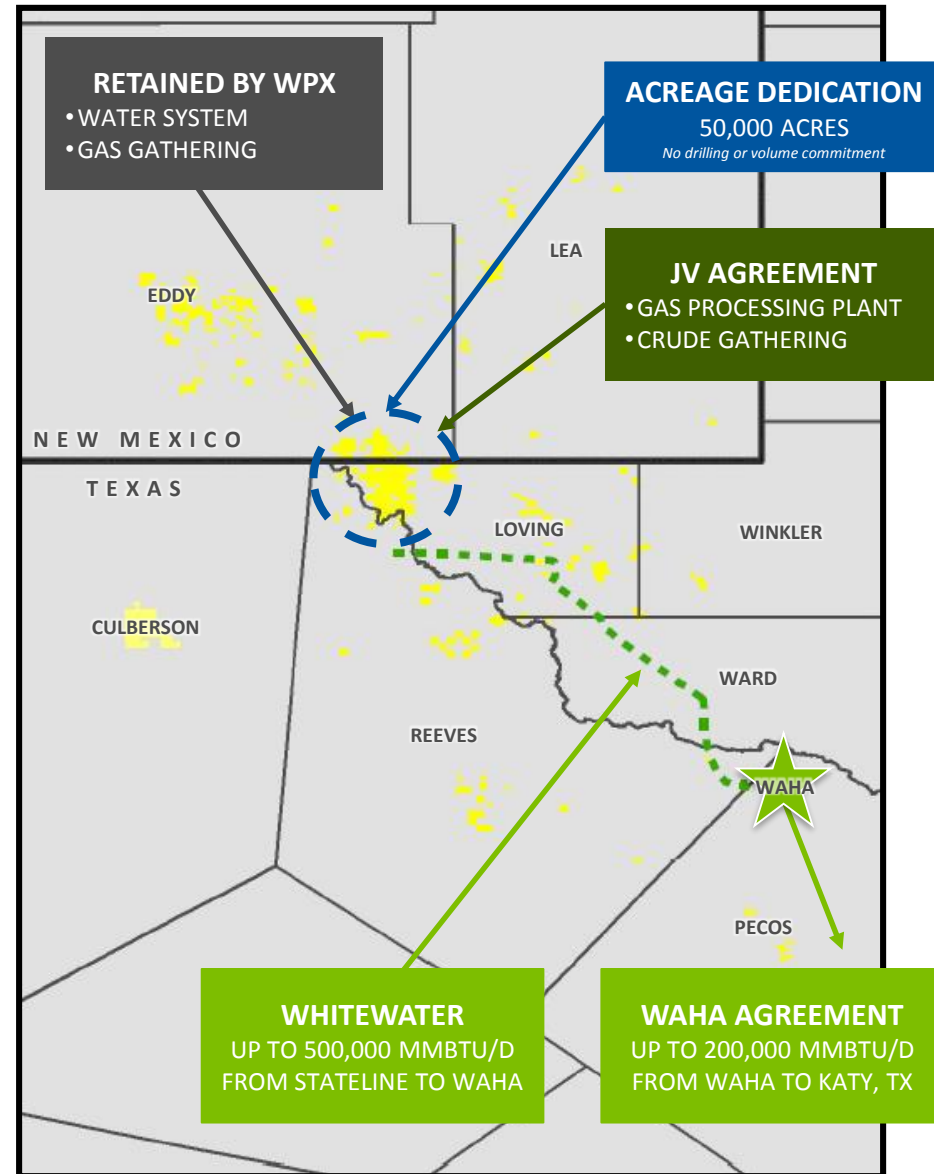 RETAINED BY WPX
•WATER SYSTEM
•GAS GATHERING
ACREAGE DEDICATION
50,000 ACRES
No drilling or volume commitment
LEA
EDDY
JV AGREEMENT
•GAS PROCESSING PLANT
•CRUDE GATHERING
NEW MEXICO
TEXAS
LOVING
WINKLER
CULBERSON
WARD
REEVES
WAHA
PECOS
WHITEWATER
UP TO 500,000 MMBTU/D
FROM STATELINE TO WAHA
WAHA AGREEMENT
UP TO 200,000 MMBTU/D
FROM WAHA TO KATY, TX